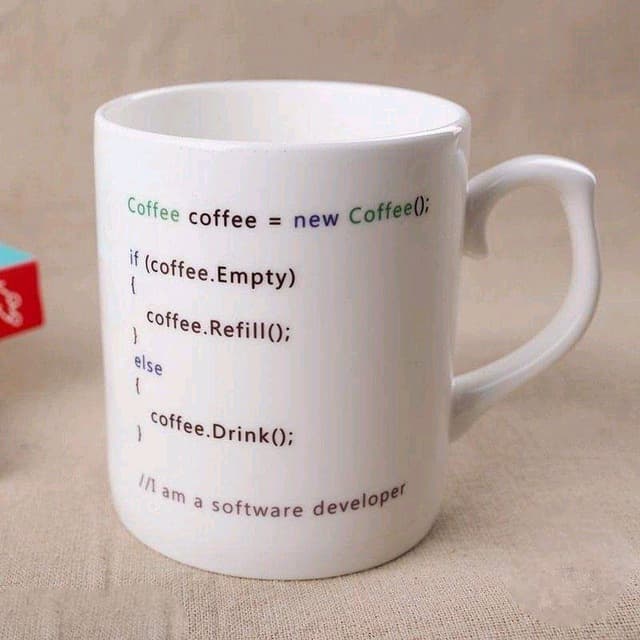 Coffee coffee = new Coffee();
if (coffee.Empty)
{
coffee.Refill();
}
else
{
coffee.Drink();
}
//I am a software developer